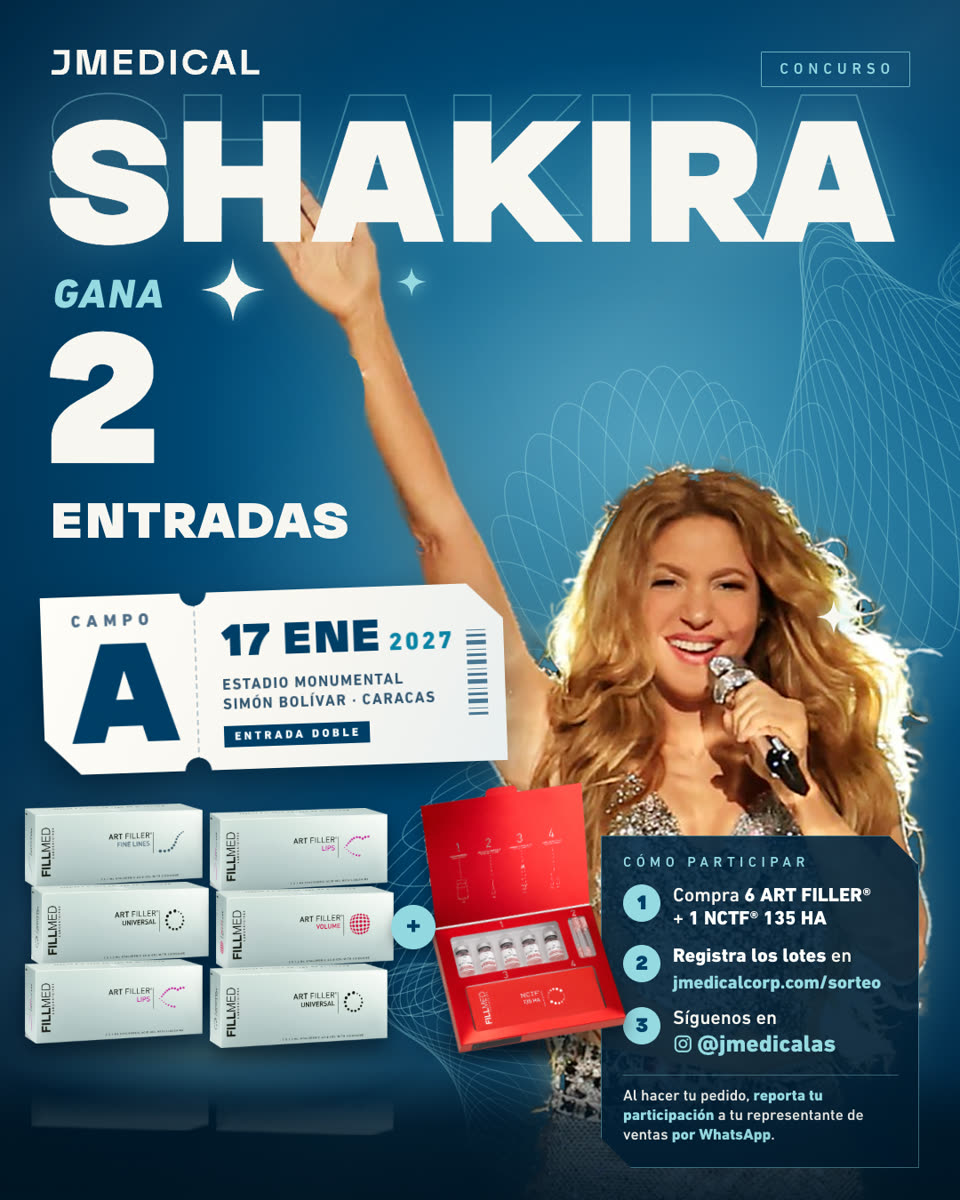 JMEDICAL
CONCURSO
SHAKIRA
GANA
2
ENTRADAS
CAMPO
A
17 ENE 2027
ESTADIO MONUMENTAL
SIMÓN BOLÍVAR · CARACAS
ENTRADA DOBLE
FILLMED
ART FILLER®
FINE LINES
FILLMED
ART FILLER®
LIPS
FILLMED
ART FILLER®
UNIVERSAL
FILLMED
ART FILLER®
VOLUME
FILLMED
ART FILLER®
LIPS
FILLMED
ART FILLER®
UNIVERSAL
+
1 2 3 4
FILLMED
NCTF®
135 HA
CÓMO PARTICIPAR
1 Compra 6 ART FILLER®
+ 1 NCTF® 135 HA
2 Registra los lotes en
jmedicalcorp.com/sorteo
3 Síguenos en
@jmedicalas
Al hacer tu pedido, reporta tu
participación a tu representante de
ventas por WhatsApp.